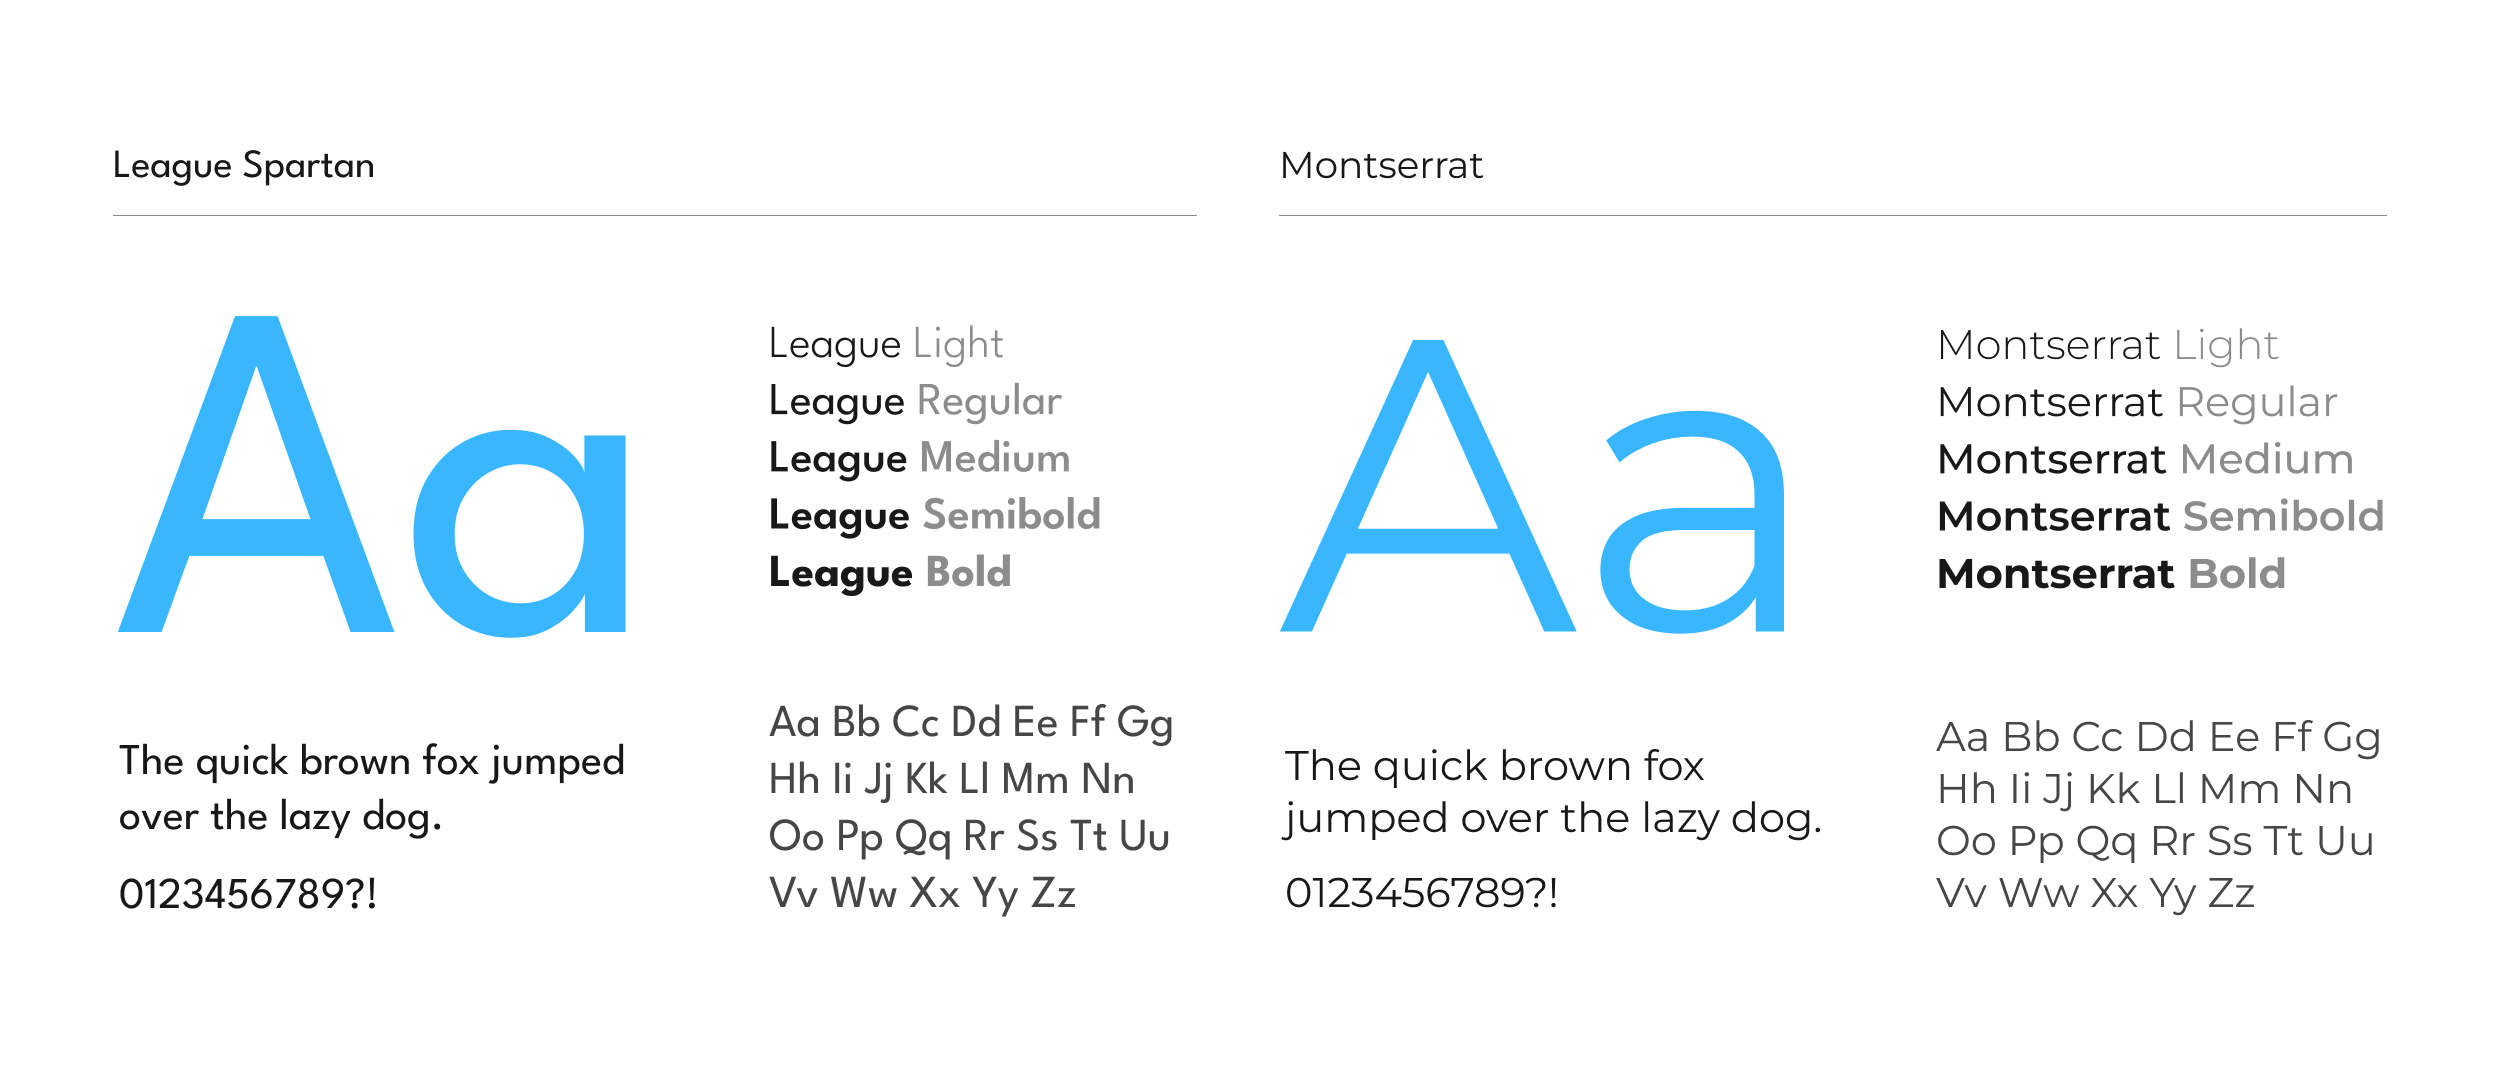 League Spartan
Aa
League Light
League Regular
League Medium
League Semibold
League Bold
The quick brown fox jumped
over the lazy dog.
0123456789?!
Aa Bb Cc Dd Ee Ff Gg
Hh Ii Jj Kk Ll Mm Nn
Oo Pp Qq Rr Ss Tt Uu
Vv Ww Xx Yy Zz
Montserrat
Aa
Montserrat Light
Montserrat Regular
Montserrat Medium
Montserrat Semibold
Montserrat Bold
The quick brown fox
jumped over the lazy dog.
0123456789?!
Aa Bb Cc Dd Ee Ff Gg
Hh Ii Jj Kk Ll Mm Nn
Oo Pp Qq Rr Ss Tt Uu
Vv Ww Xx Yy Zz